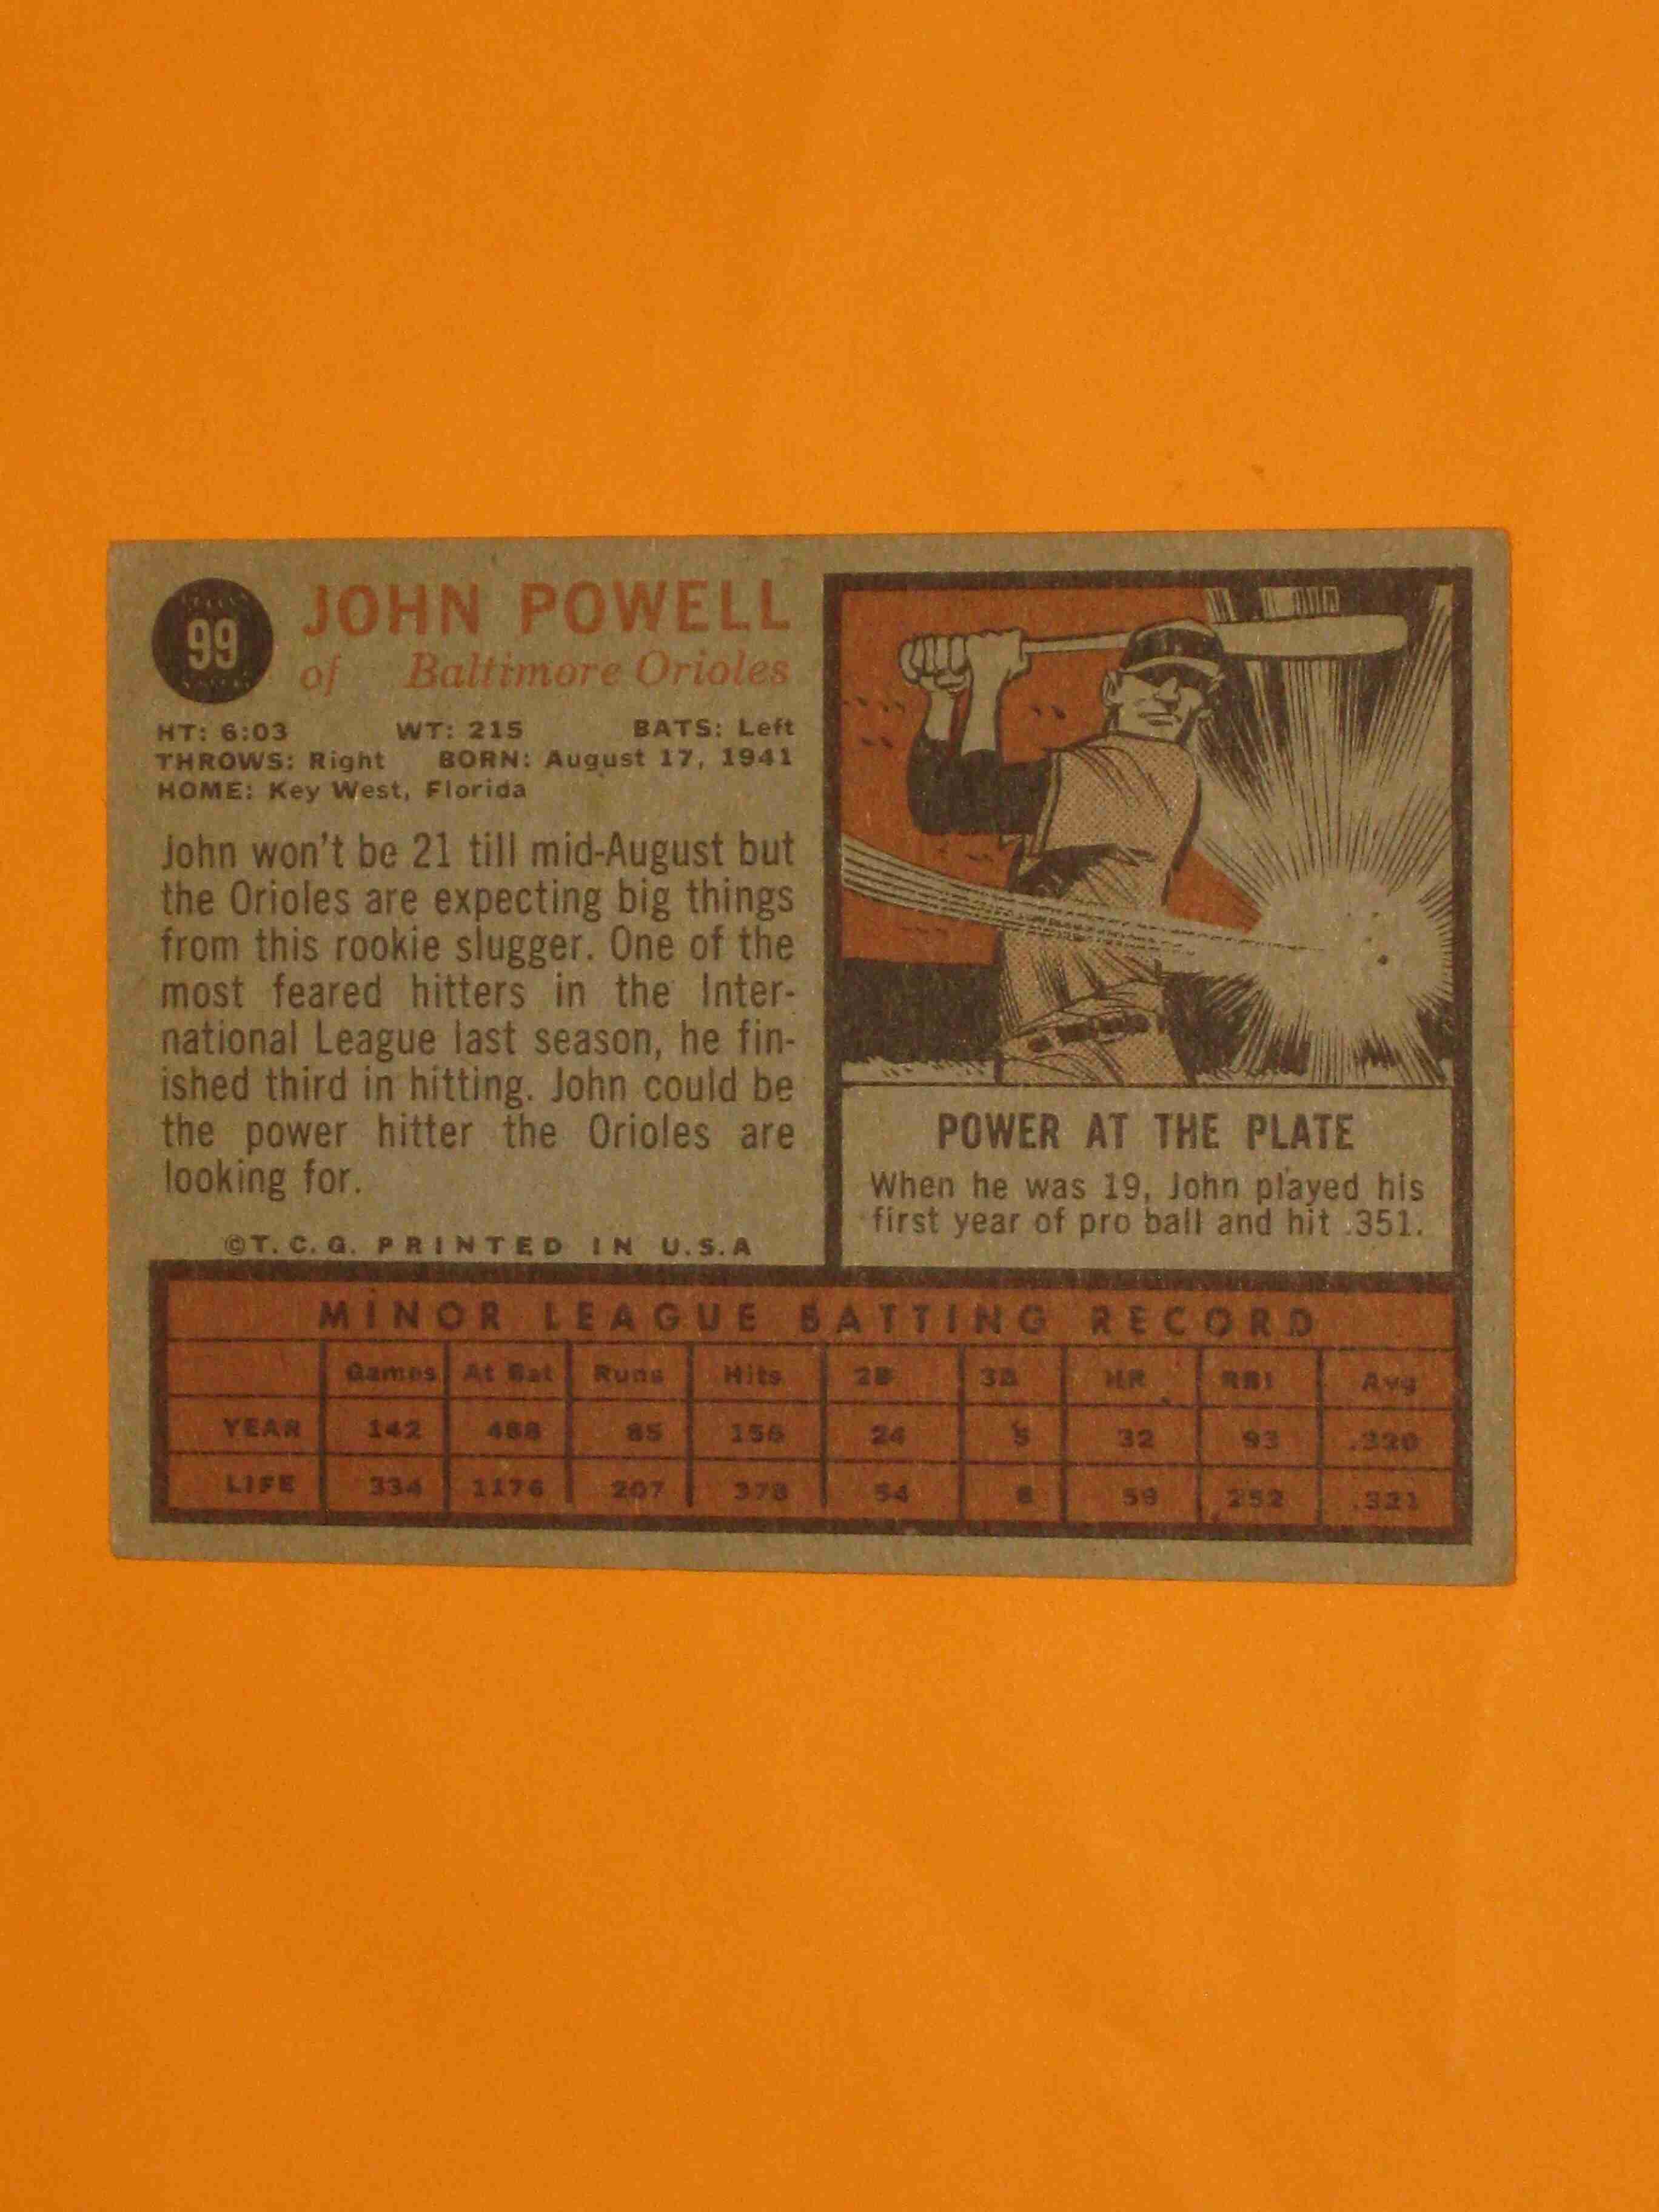 99
JOHN POWELL
of Baltimore Orioles
HT: 6:03 WT: 215 BATS: Left
THROWS: Right BORN: August 17, 1941
HOME: Key West, Florida
John won't be 21 till mid-August but
the Orioles are expecting big things
from this rookie slugger. One of the
most feared hitters in the Inter-
national League last season, he fin-
ished third in hitting. John could be
the power hitter the Orioles are
looking for.
©T.C.G. PRINTED IN U.S.A
POWER AT THE PLATE
When he was 19, John played his
first year of pro ball and hit .351.
MINOR LEAGUE BATTING RECORD
Games At Bat Runs Hits 2B 3B HR RBI Avg
YEAR 142 488 85 156 24 5 32 93 .320
LIFE 334 1176 207 378 54 8 59 252 .321